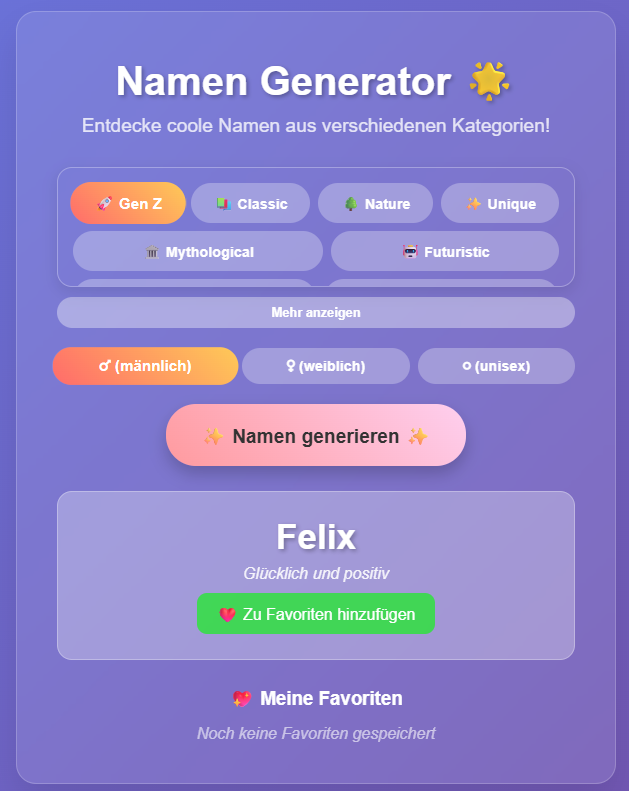 Namen Generator 🌟
Entdecke coole Namen aus verschiedenen Kategorien!
🚀 Gen Z
📗 Classic
🌲 Nature
✨ Unique
🏛️ Mythological
🤖 Futuristic
Mehr anzeigen
♂ (männlich)
♀ (weiblich)
⚪ (unisex)
✨ Namen generieren ✨
Felix
Glücklich und positiv
❤️ Zu Favoriten hinzufügen
💖 Meine Favoriten
Noch keine Favoriten gespeichert